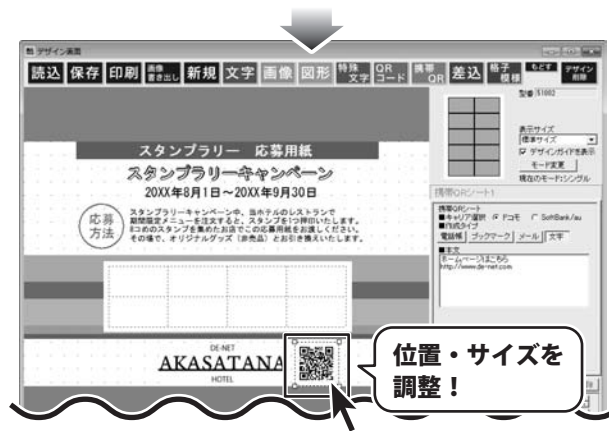 デザイン画面
読込 保存 印刷 画像書き出し 新規 文字 画像 図形 特殊文字 QRコード 携帯QR 差込 格子模様 もどす デザイン削除
型番 S1002
表示サイズ
標準サイズ
デザインガイドを表示
モード変更
現在のモード:シングル
スタンプラリー 応募用紙
スタンプラリーキャンペーン
20XX年8月1日~20XX年9月30日
応募方法
スタンプラリーキャンペーン中、当ホテルのレストランで
期間限定メニューを注文すると、スタンプを1つ押印いたします。
8コめのスタンプを集めたお店でこの応募用紙をお渡しください。
その場で、オリジナルグッズ(非売品)とお引き換えいたします。
DE-NET
AKASATANA
HOTEL
携帯QRシート1
携帯QRシート
■キャリア選択 ドコモ SoftBank/au
■作成タイプ
電話帳 ブックマーク メール 文字
■本文
ホームページはこちら
http://www.de-net.com
位置・サイズを
調整!